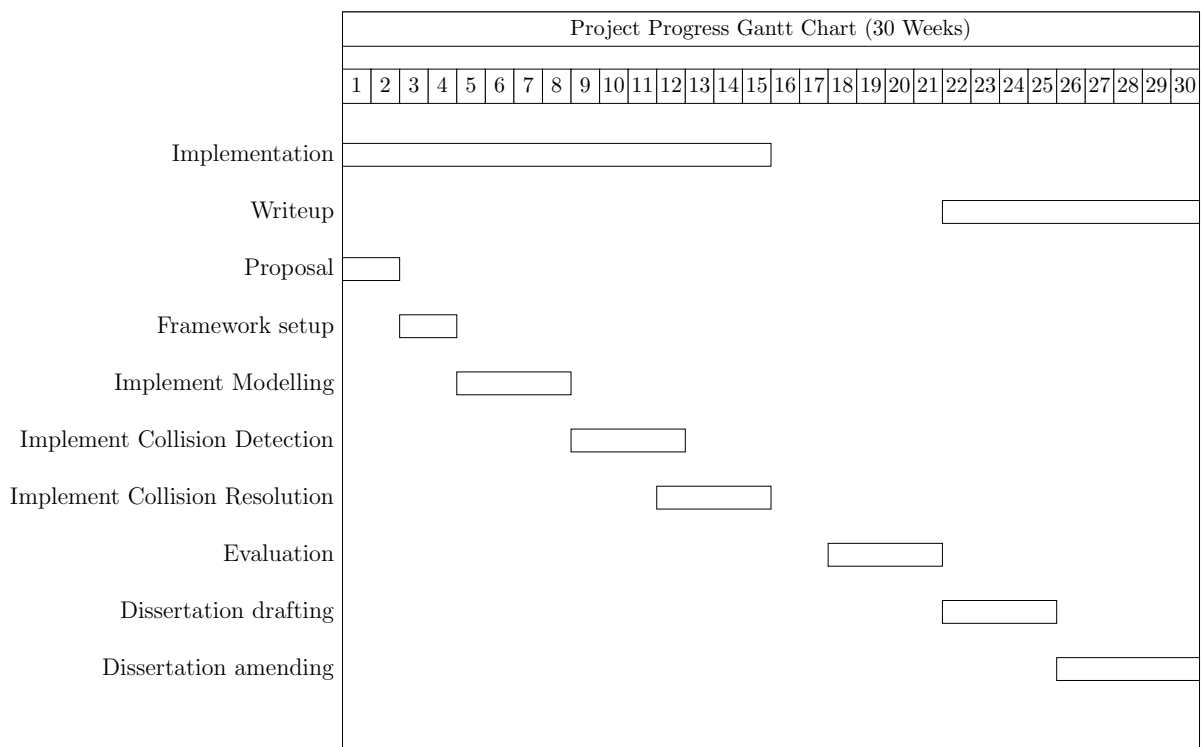 Project Progress Gantt Chart (30 Weeks)
1 2 3 4 5 6 7 8 9 10 11 12 13 14 15 16 17 18 19 20 21 22 23 24 25 26 27 28 29 30
Implementation
Writeup
Proposal
Framework setup
Implement Modelling
Implement Collision Detection
Implement Collision Resolution
Evaluation
Dissertation drafting
Dissertation amending